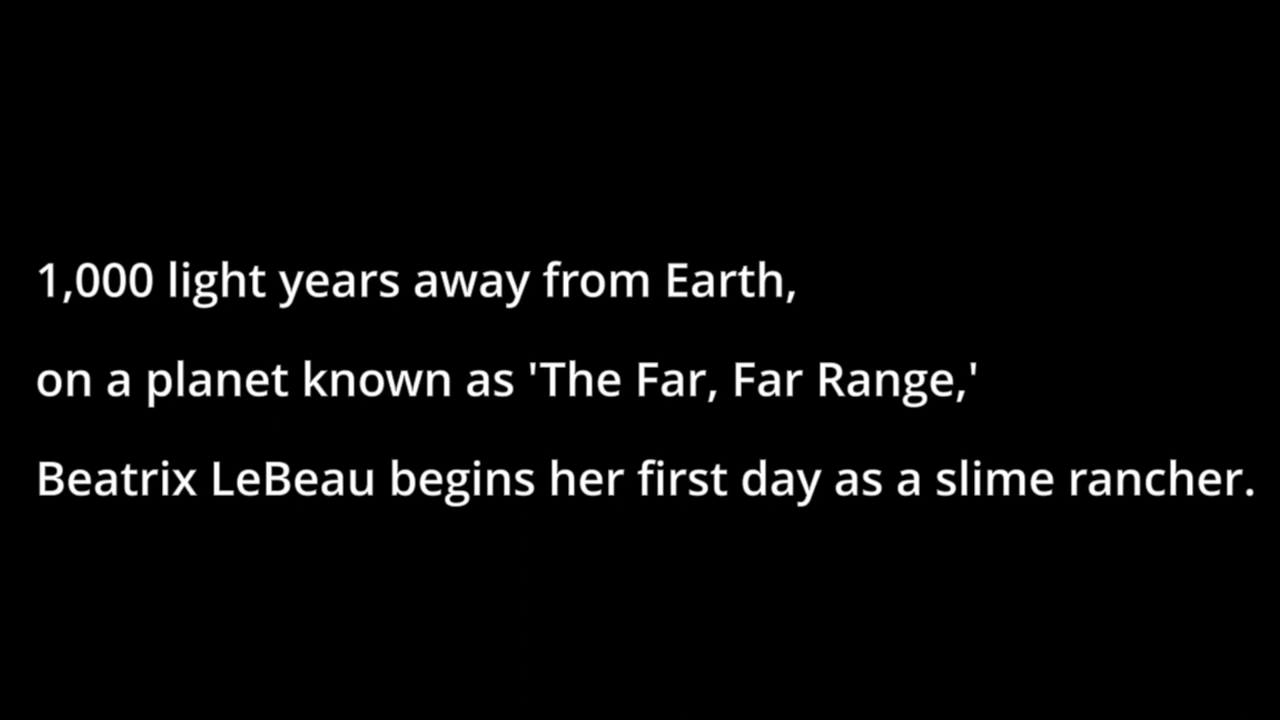 1,000 light years away from Earth,
on a planet known as 'The Far, Far Range,'
Beatrix LeBeau begins her first day as a slime rancher.